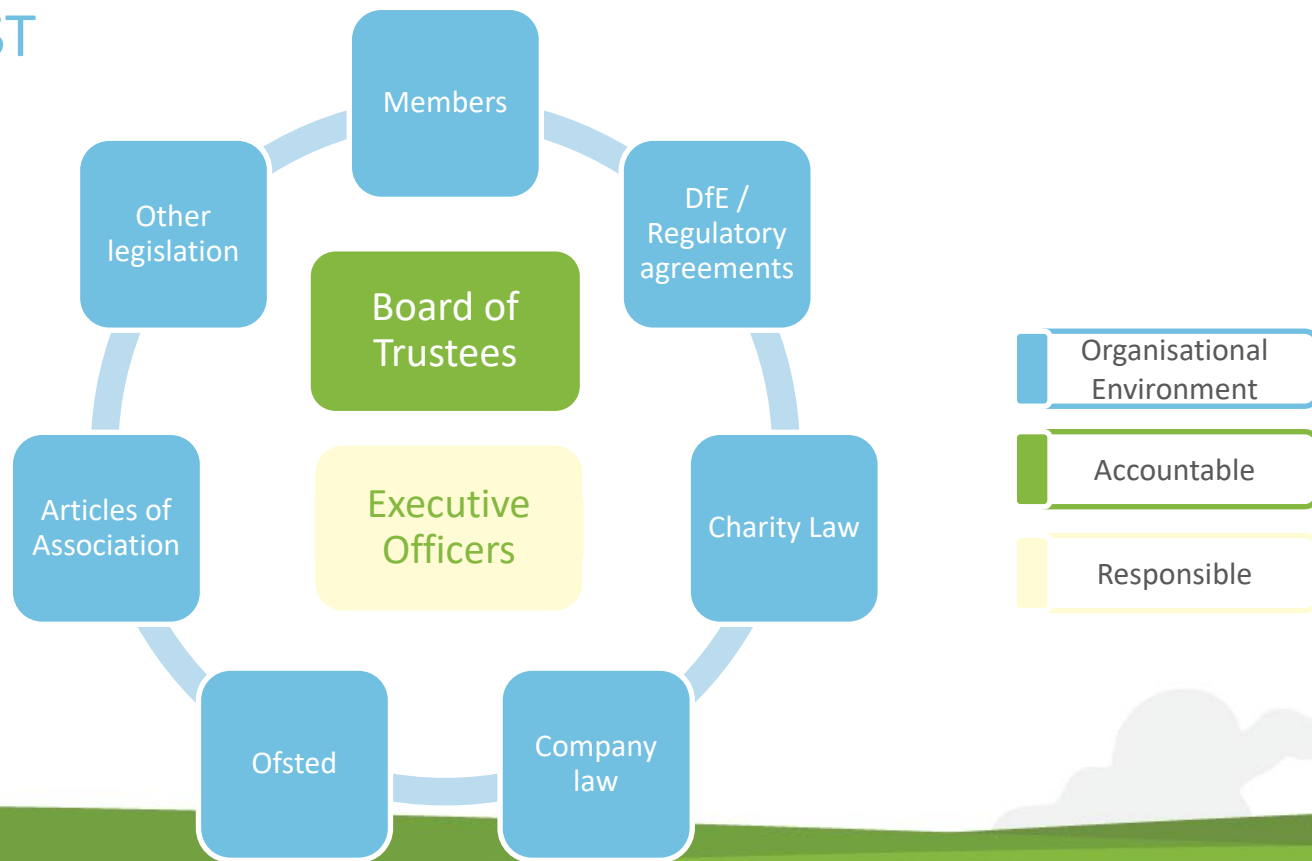 ST
Members
DfE /
Regulatory
agreements
Charity Law
Company
law
Ofsted
Articles of
Association
Other
legislation
Board of
Trustees
Executive
Officers
Organisational
Environment
Accountable
Responsible